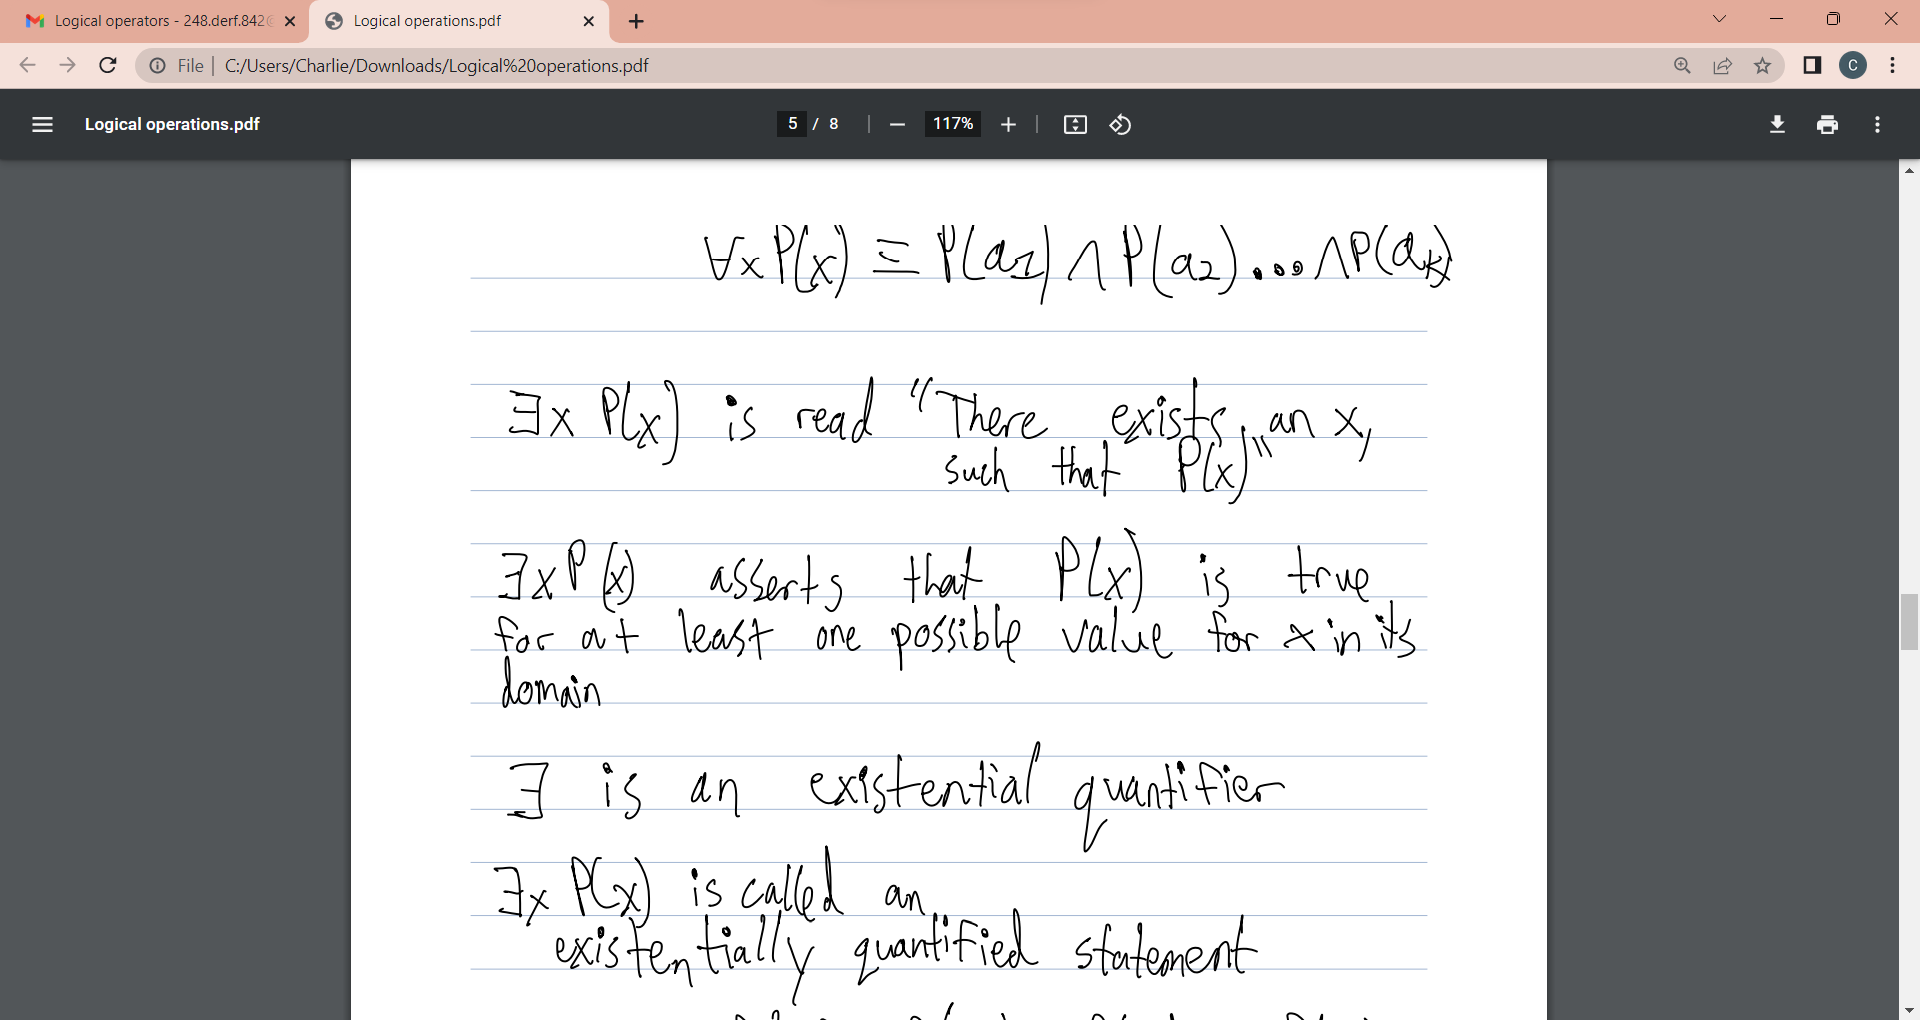 Logical operators - 248.derf.842@
Logical operations.pdf
File | C:/Users/Charlie/Downloads/Logical%20operations.pdf
C
Logical operations.pdf
5 / 8
117%
∀x P(x) ≡ P(a1) ∧ P(a2) ... ∧ P(ak)
∃x P(x) is read "There exists an x,
such that P(x)"
∃x P(x) asserts that P(x) is true
for at least one possible value for x in its
domain
∃ is an existential quantifier
∃x P(x) is called an
existentially quantified statement